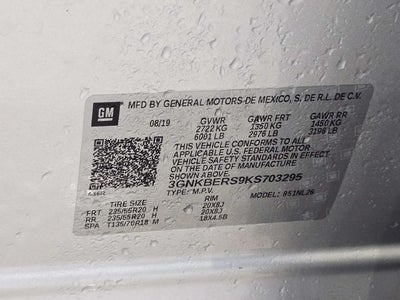 GM
MFD BY GENERAL MOTORS DE MEXICO, S. DE R.L. DE C.V.
08/19 GVWR GAWR FRT GAWR RR
2722 KG 1350 KG 1450 KG
6001 LB 2976 LB 3196 LB
THIS VEHICLE CONFORMS TO ALL APPLICABLE
U.S. FEDERAL MOTOR VEHICLE
SAFETY STANDARDS IN EFFECT ON THE
DATE OF MANUFACTURE SHOWN ABOVE.
3GNKBERS9KS703295
TYPE: M.P.V. MODEL: 951NL26
TIRE SIZE RIM
FRT 235/55R20 H 20X8J
RR 235/55R20 H 20X8J
SPA T135/70R18 M 18X4.5B